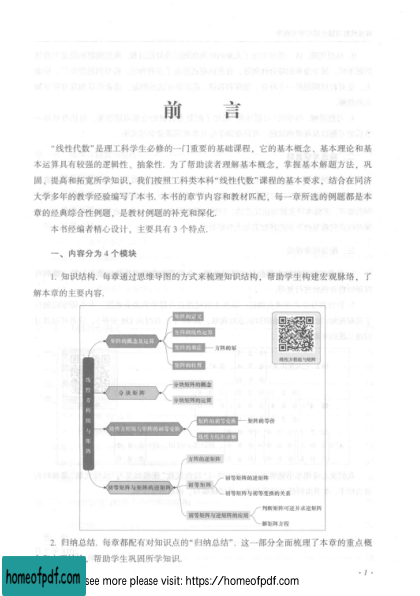 前 言
“线性代数”是理工科学生必修的一门重要的基础课程，它的基本概念、基本理论和基
本运算具有较强的逻辑性、抽象性. 为了帮助读者理解基本概念，掌握基本解题方法，巩
固、提高和拓宽所学知识，我们按照工科类本科“线性代数”课程的基本要求，结合在同济
大学多年的教学经验编写了本书. 本书的章节内容和教材匹配，每一章所选的例题都是本
章的经典综合性例题，是教材例题的补充和深化.
本书经编者精心设计，主要具有 3 个特点.
一、内容分为 4 个模块
1. 知识结构. 每章通过思维导图的方式来梳理知识结构，帮助学生构建宏观脉络，了
解本章的主要内容.
线性方程组与矩阵
矩阵的概念及运算
矩阵的定义
矩阵的线性运算
矩阵的乘法
方阵的幂
矩阵的转置
线性方程组与矩阵
分块矩阵
分块矩阵的概念
分块矩阵的运算
线性方程组与矩阵的初等变换
矩阵的初等变换
矩阵的等价
线性方程组求解
初等矩阵与矩阵的逆矩阵
方阵的逆矩阵
初等矩阵
初等矩阵的逆矩阵
初等矩阵与初等变换的关系
初等矩阵与逆矩阵的应用
判断矩阵可逆并求逆矩阵
解矩阵方程
2. 归纳总结. 每章都配有对知识点的“归纳总结”. 这一部分全面梳理了本章的重点概
帮助学生巩固所学知识.
· 1 ·
homeofpdf.com
see more please visit: https://homeofpdf.com